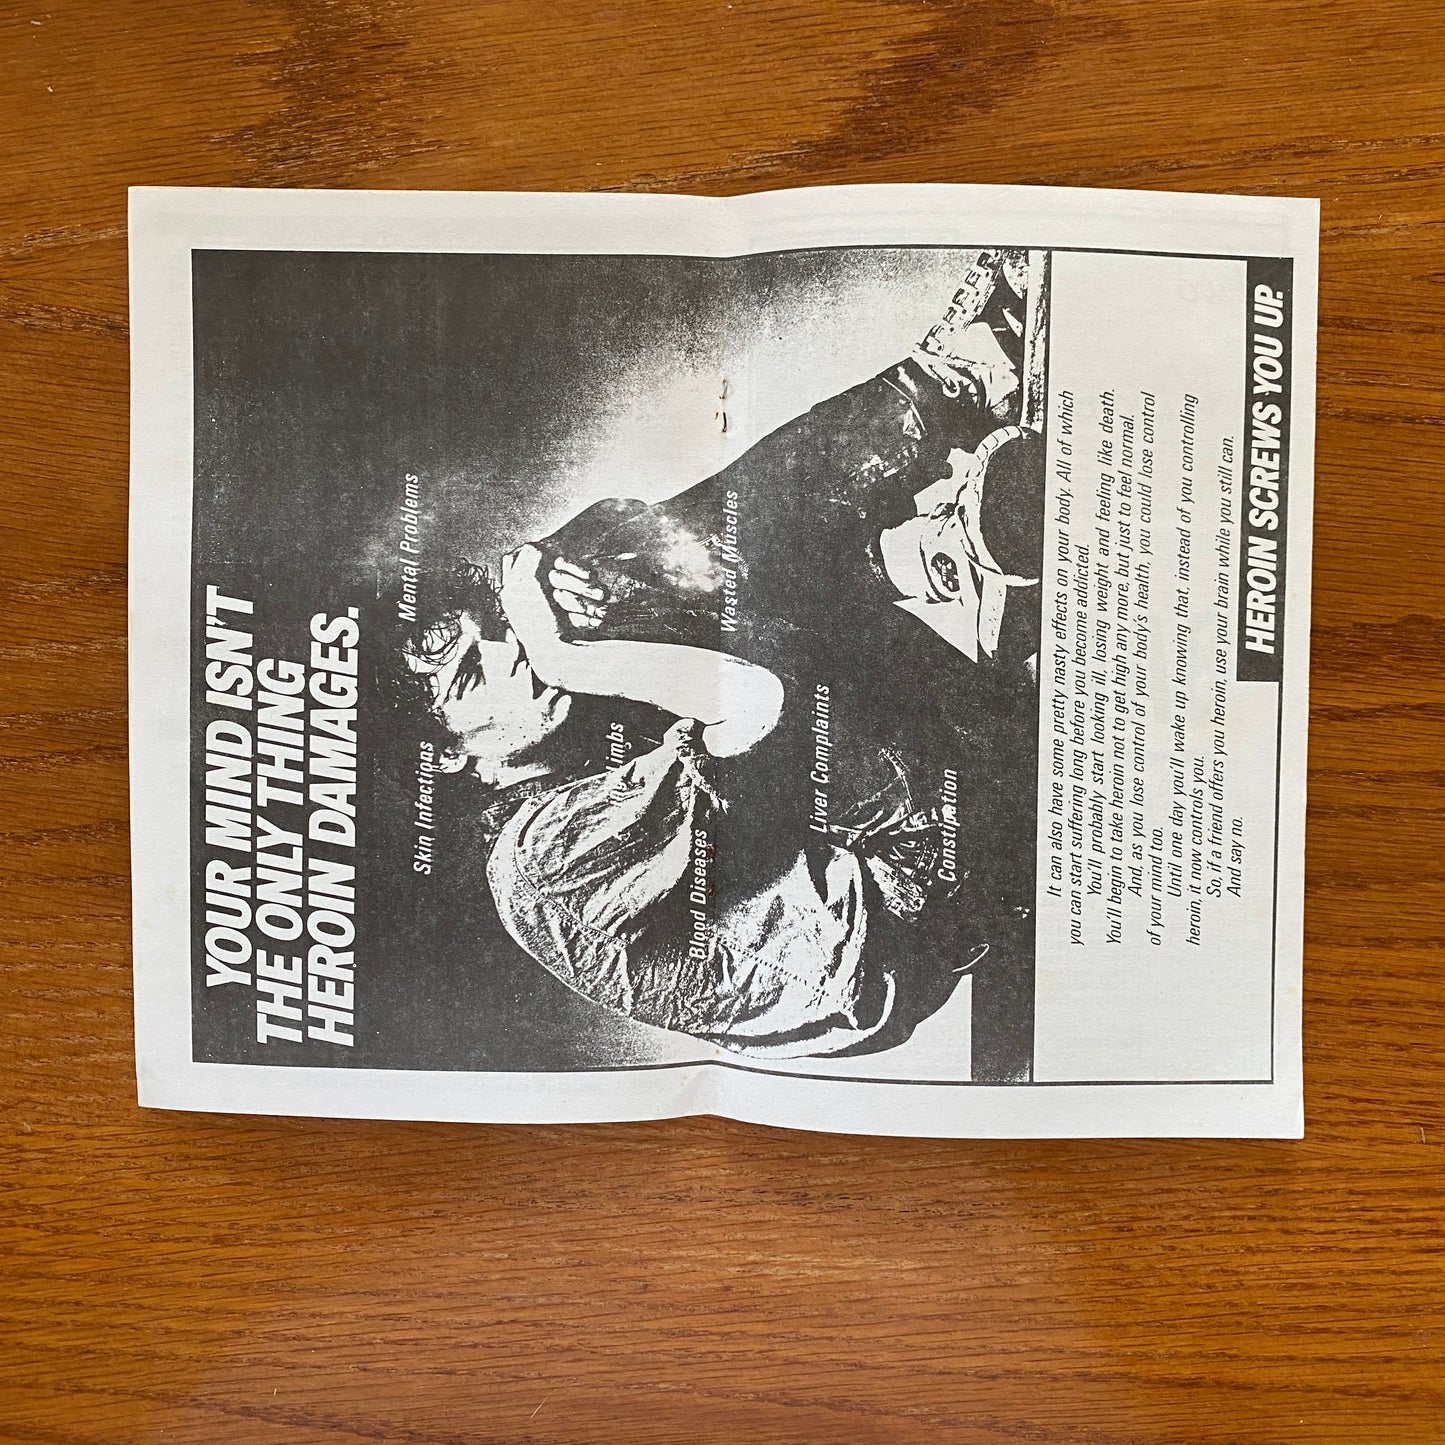 YOUR MIND ISN'T
THE ONLY THING
HEROIN DAMAGES.
Mental Problems
Skin Infections
Limbs
Wasted Muscles
Blood Diseases
Liver Complaints
Constipation
It can also have some pretty nasty effects on your body. All of which
you can start suffering long before you become addicted.
You'll probably start looking ill, losing weight and feeling like death.
You'll begin to take heroin not to get high any more, but just to feel normal.
And, as you lose control of your body's health, you could lose control
of your mind too.
Until one day you'll wake up knowing that, instead of you controlling
heroin, it now controls you.
So, if a friend offers you heroin, use your brain while you still can.
And say no.
HEROIN SCREWS YOU UP.